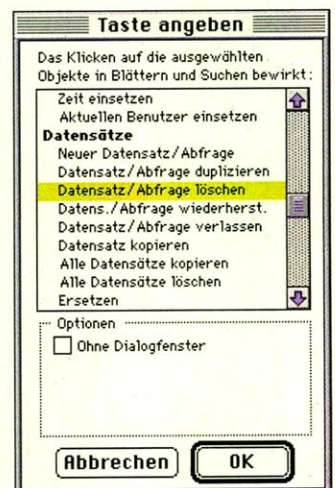 Taste angeben
Das Klicken auf die ausgewählten
Objekte in Blättern und Suchen bewirkt:
Zeit einsetzen
Aktuellen Benutzer einsetzen
Datensätze
Neuer Datensatz/Abfrage
Datensatz/Abfrage duplizieren
Datensatz/Abfrage löschen
Datens./Abfrage wiederherst.
Datensatz/Abfrage verlassen
Datensatz kopieren
Alle Datensätze kopieren
Alle Datensätze löschen
Ersetzen
Optionen
Ohne Dialogfenster
Abbrechen
OK